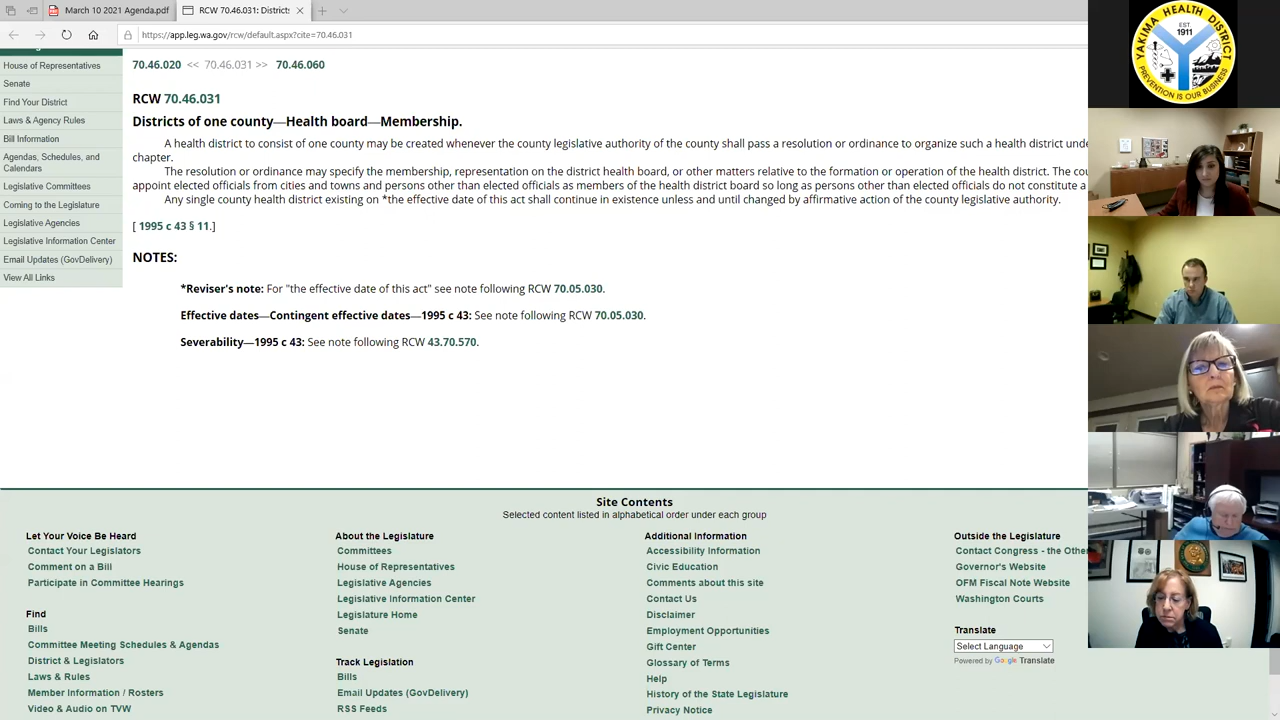 March 10 2021 Agenda.pdf
RCW 70.46.031: Districts
https://app.leg.wa.gov/rcw/default.aspx?cite=70.46.031
House of Representatives
Senate
Find Your District
Laws & Agency Rules
Bill Information
Agendas, Schedules, and
Calendars
Legislative Committees
Coming to the Legislature
Legislative Agencies
Legislative Information Center
Email Updates (GovDelivery)
View All Links
70.46.020 << 70.46.031 >> 70.46.060
RCW 70.46.031
Districts of one county—Health board—Membership.
A health district to consist of one county may be created whenever the county legislative authority of the county shall pass a resolution or ordinance to organize such a health district unde
chapter.
The resolution or ordinance may specify the membership, representation on the district health board, or other matters relative to the formation or operation of the health district. The cou
appoint elected officials from cities and towns and persons other than elected officials as members of the health district board so long as persons other than elected officials do not constitute a
Any single county health district existing on *the effective date of this act shall continue in existence unless and until changed by affirmative action of the county legislative authority.
[ 1995 c 43 § 11.]
NOTES:
*Reviser's note: For "the effective date of this act" see note following RCW 70.05.030.
Effective dates—Contingent effective dates—1995 c 43: See note following RCW 70.05.030.
Severability—1995 c 43: See note following RCW 43.70.570.
Site Contents
Selected content listed in alphabetical order under each group
Let Your Voice Be Heard
Contact Your Legislators
Comment on a Bill
Participate in Committee Hearings
Find
Bills
Committee Meeting Schedules & Agendas
District & Legislators
Laws & Rules
Member Information / Rosters
Video & Audio on TVW
About the Legislature
Committees
House of Representatives
Legislative Agencies
Legislative Information Center
Legislature Home
Senate
Track Legislation
Bills
Email Updates (GovDelivery)
RSS Feeds
Additional Information
Accessibility Information
Civic Education
Comments about this site
Contact Us
Disclaimer
Employment Opportunities
Gift Center
Glossary of Terms
Help
History of the State Legislature
Privacy Notice
Outside the Legislature
Contact Congress - the Other
Governor's Website
OFM Fiscal Note Website
Washington Courts
Translate
Select Language
Powered by Google Translate
YAKIMA HEALTH DISTRICT
EST.
1911
PREVENTION IS OUR BUSINESS